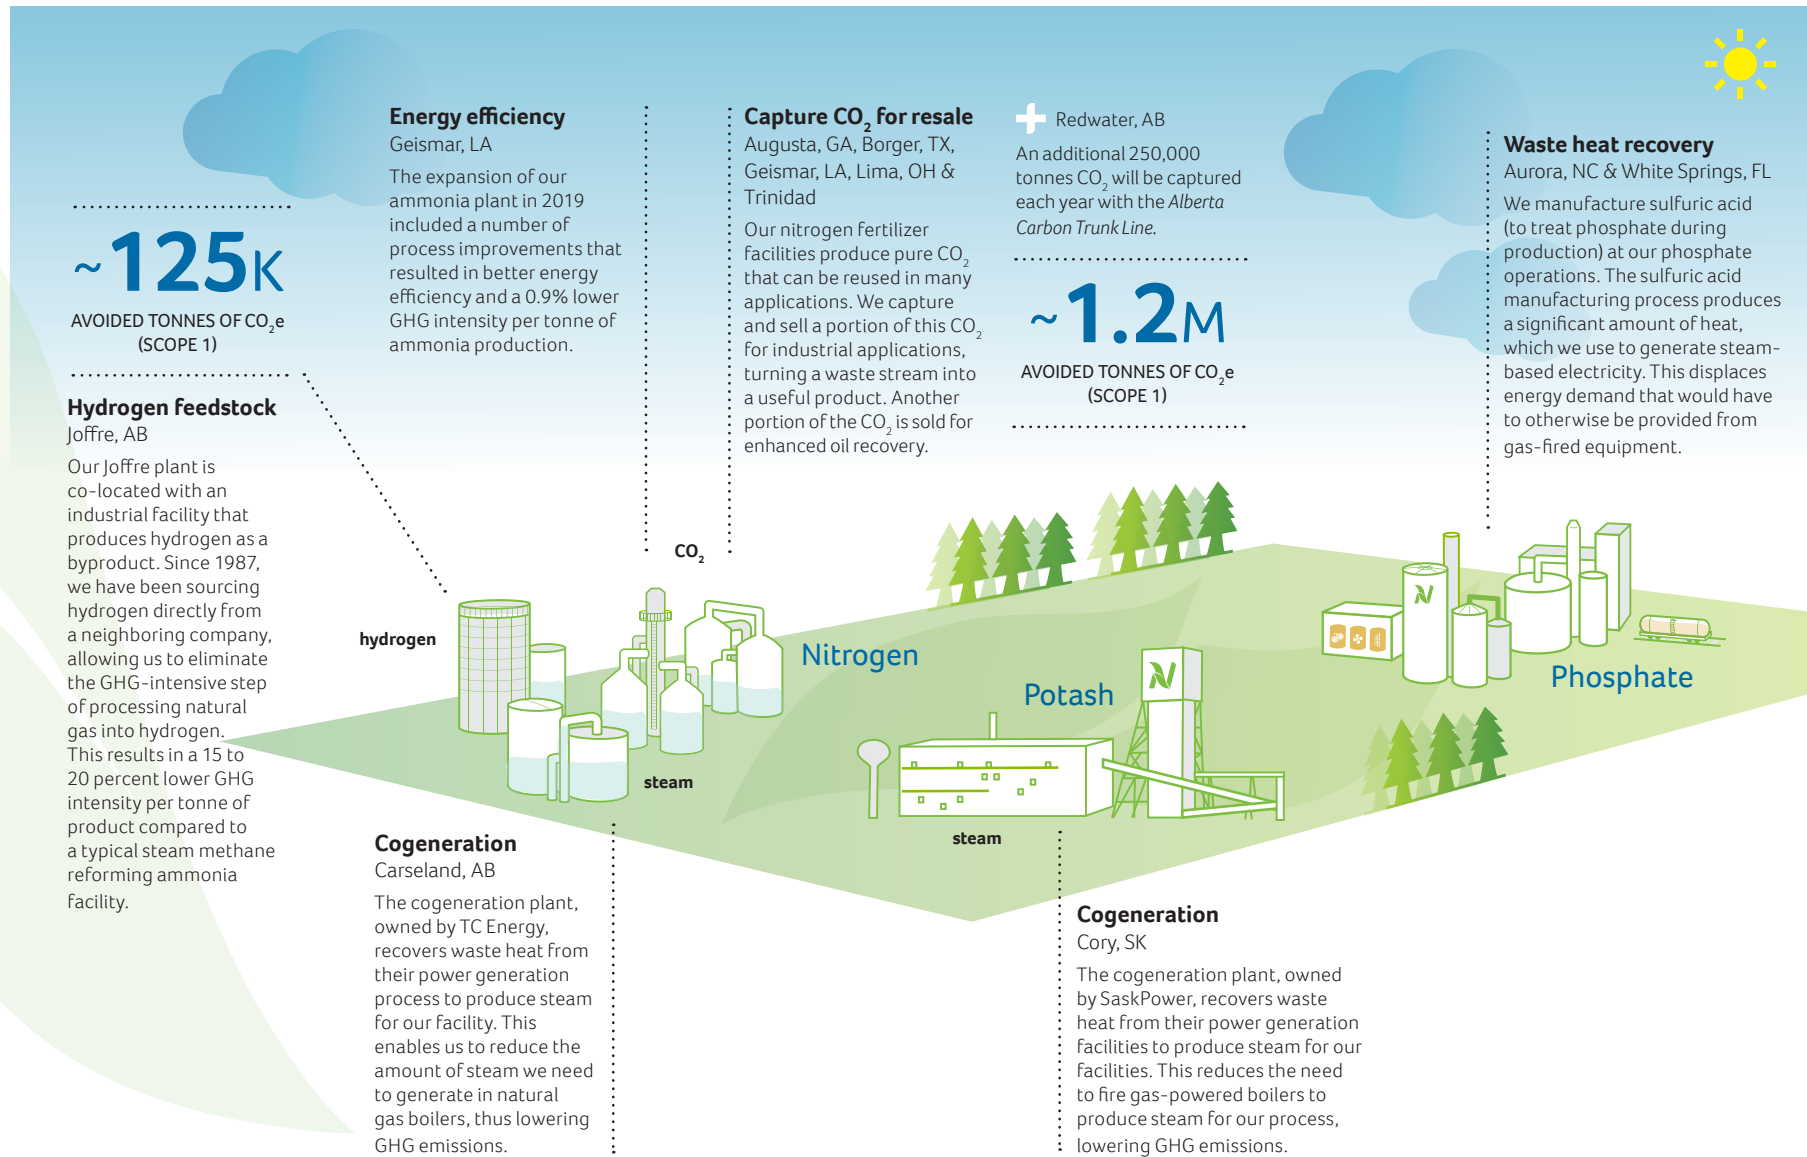 ~125K
AVOIDED TONNES OF CO₂e
(SCOPE 1)
Hydrogen feedstock
Joffre, AB
Our Joffre plant is
co-located with an
industrial facility that
produces hydrogen as a
byproduct. Since 1987,
we have been sourcing
hydrogen directly from
a neighboring company,
allowing us to eliminate
the GHG-intensive step
of processing natural
gas into hydrogen.
This results in a 15 to
20 percent lower GHG
intensity per tonne of
product compared to
a typical steam methane
reforming ammonia
facility.
Energy efficiency
Geismar, LA
The expansion of our
ammonia plant in 2019
included a number of
process improvements that
resulted in better energy
efficiency and a 0.9% lower
GHG intensity per tonne of
ammonia production.
Capture CO₂ for resale
Augusta, GA, Borger, TX,
Geismar, LA, Lima, OH &
Trinidad
Our nitrogen fertilizer
facilities produce pure CO₂
that can be reused in many
applications. We capture
and sell a portion of this CO₂
for industrial applications,
turning a waste stream into
a useful product. Another
portion of the CO₂ is sold for
enhanced oil recovery.
Redwater, AB
An additional 250,000
tonnes CO₂ will be captured
each year with the Alberta
Carbon Trunk Line.
~1.2M
AVOIDED TONNES OF CO₂e
(SCOPE 1)
Waste heat recovery
Aurora, NC & White Springs, FL
We manufacture sulfuric acid
(to treat phosphate during
production) at our phosphate
operations. The sulfuric acid
manufacturing process produces
a significant amount of heat,
which we use to generate steam-
based electricity. This displaces
energy demand that would have
to otherwise be provided from
gas-fired equipment.
CO₂
hydrogen
Nitrogen
steam
Potash
steam
Phosphate
Cogeneration
Carseland, AB
The cogeneration plant,
owned by TC Energy,
recovers waste heat from
their power generation
process to produce steam
for our facility. This
enables us to reduce the
amount of steam we need
to generate in natural
gas boilers, thus lowering
GHG emissions.
Cogeneration
Cory, SK
The cogeneration plant, owned
by SaskPower, recovers waste
heat from their power generation
facilities to produce steam for our
facilities. This reduces the need
to fire gas-powered boilers to
produce steam for our process,
lowering GHG emissions.